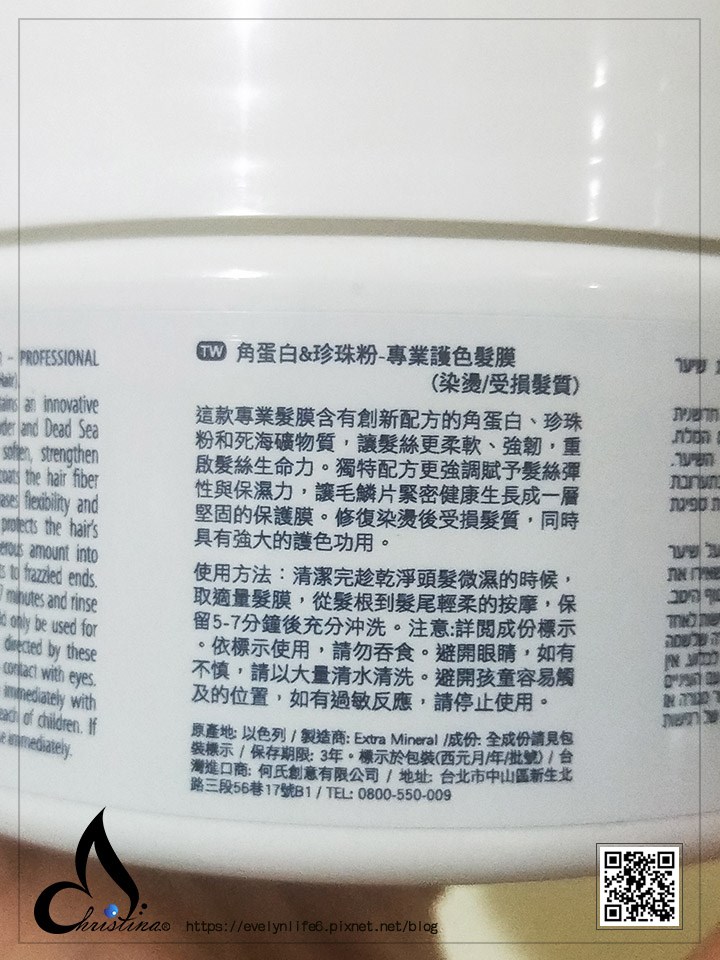 - PROFESSIONAL
Hair).
ains an innovative
der and Dead Sea
soften, strengthen
coats the hair fiber
ases flexibility and
protects the hair's
erous amount into
s to frazzled ends.
7 minutes and rinse
d only be used for
directed by these
contact with eyes.
immediately with
each of children. If
e immediately.
TW 角蛋白&珍珠粉-專業護色髮膜
(染燙/受損髮質)
這款專業髮膜含有創新配方的角蛋白、珍珠
粉和死海礦物質，讓髮絲更柔軟、強韌，重
啟髮絲生命力。獨特配方更強調賦予髮絲彈
性與保濕力，讓毛鱗片緊密健康生長成一層
堅固的保護膜。修復染燙後受損髮質，同時
具有強大的護色功用。
使用方法：清潔完趁乾淨頭髮微濕的時候，
取適量髮膜，從髮根到髮尾輕柔的按摩，保
留5-7分鐘後充分沖洗。注意:詳閱成份標示
。依標示使用，請勿吞食。避開眼睛，如有
不慎，請以大量清水清洗。避開孩童容易觸
及的位置，如有過敏反應，請停止使用。
原產地: 以色列 / 製造商: Extra Mineral /成份: 全成份請見包
裝標示 / 保存期限: 3年。標示於包裝(西元月/年/批號) / 台
灣進口商: 何氏創意有限公司 / 地址: 台北市中山區新生北
路三段56巷17號B1 / TEL: 0800-550-009
שיער
חדשנית
המלח,
השיער.
בתערובת
ספיגת
על שיער
היטב.
Christina© https://evelynlife6.pixnet.net/blog